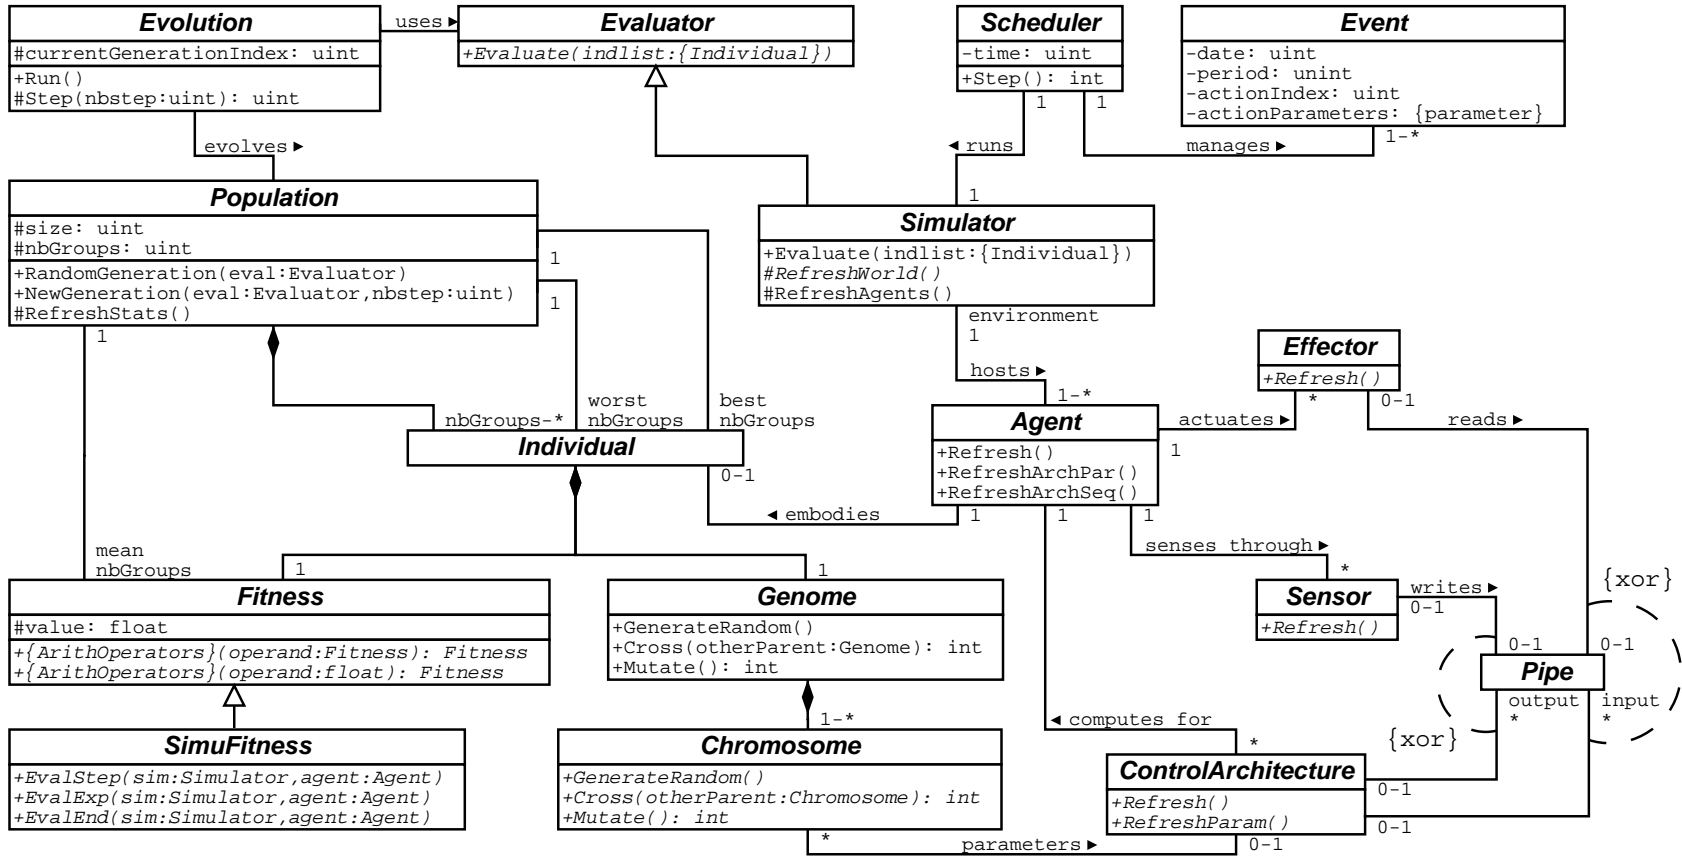 Evolution
#currentGenerationIndex: uint
+Run()
#Step(nbstep:uint): uint
uses ►
Evaluator
+Evaluate(indlist:{Individual})
Scheduler
-time: uint
+Step(): int
1
1
Event
-date: uint
-period: unint
-actionIndex: uint
-actionParameters: {parameter}
1-*
evolves ►
◄ runs
manages ►
1
Population
#size: uint
#nbGroups: uint
+RandomGeneration(eval:Evaluator)
+NewGeneration(eval:Evaluator,nbstep:uint)
#RefreshStats()
1
1
1
Simulator
+Evaluate(indlist:{Individual})
#RefreshWorld()
#RefreshAgents()
environment
1
hosts ►
1-*
Effector
+Refresh()
*
0-1
nbGroups-*
worst
nbGroups
best
nbGroups
Individual
0-1
Agent
+Refresh()
+RefreshArchPar()
+RefreshArchSeq()
actuates ►
1
reads ►
◄ embodies
1
1
1
senses through ►
*
mean
nbGroups
1
1
Fitness
#value: float
+{ArithOperators}(operand:Fitness): Fitness
+{ArithOperators}(operand:float): Fitness
Genome
+GenerateRandom()
+Cross(otherParent:Genome): int
+Mutate(): int
Sensor
+Refresh()
writes ►
0-1
{xor}
0-1
0-1
Pipe
output
*
input
*
{xor}
1-*
◄ computes for
*
SimuFitness
+EvalStep(sim:Simulator,agent:Agent)
+EvalExp(sim:Simulator,agent:Agent)
+EvalEnd(sim:Simulator,agent:Agent)
Chromosome
+GenerateRandom()
+Cross(otherParent:Chromosome): int
+Mutate(): int
*
parameters ►
ControlArchitecture
+Refresh()
+RefreshParam()
0-1
0-1
0-1